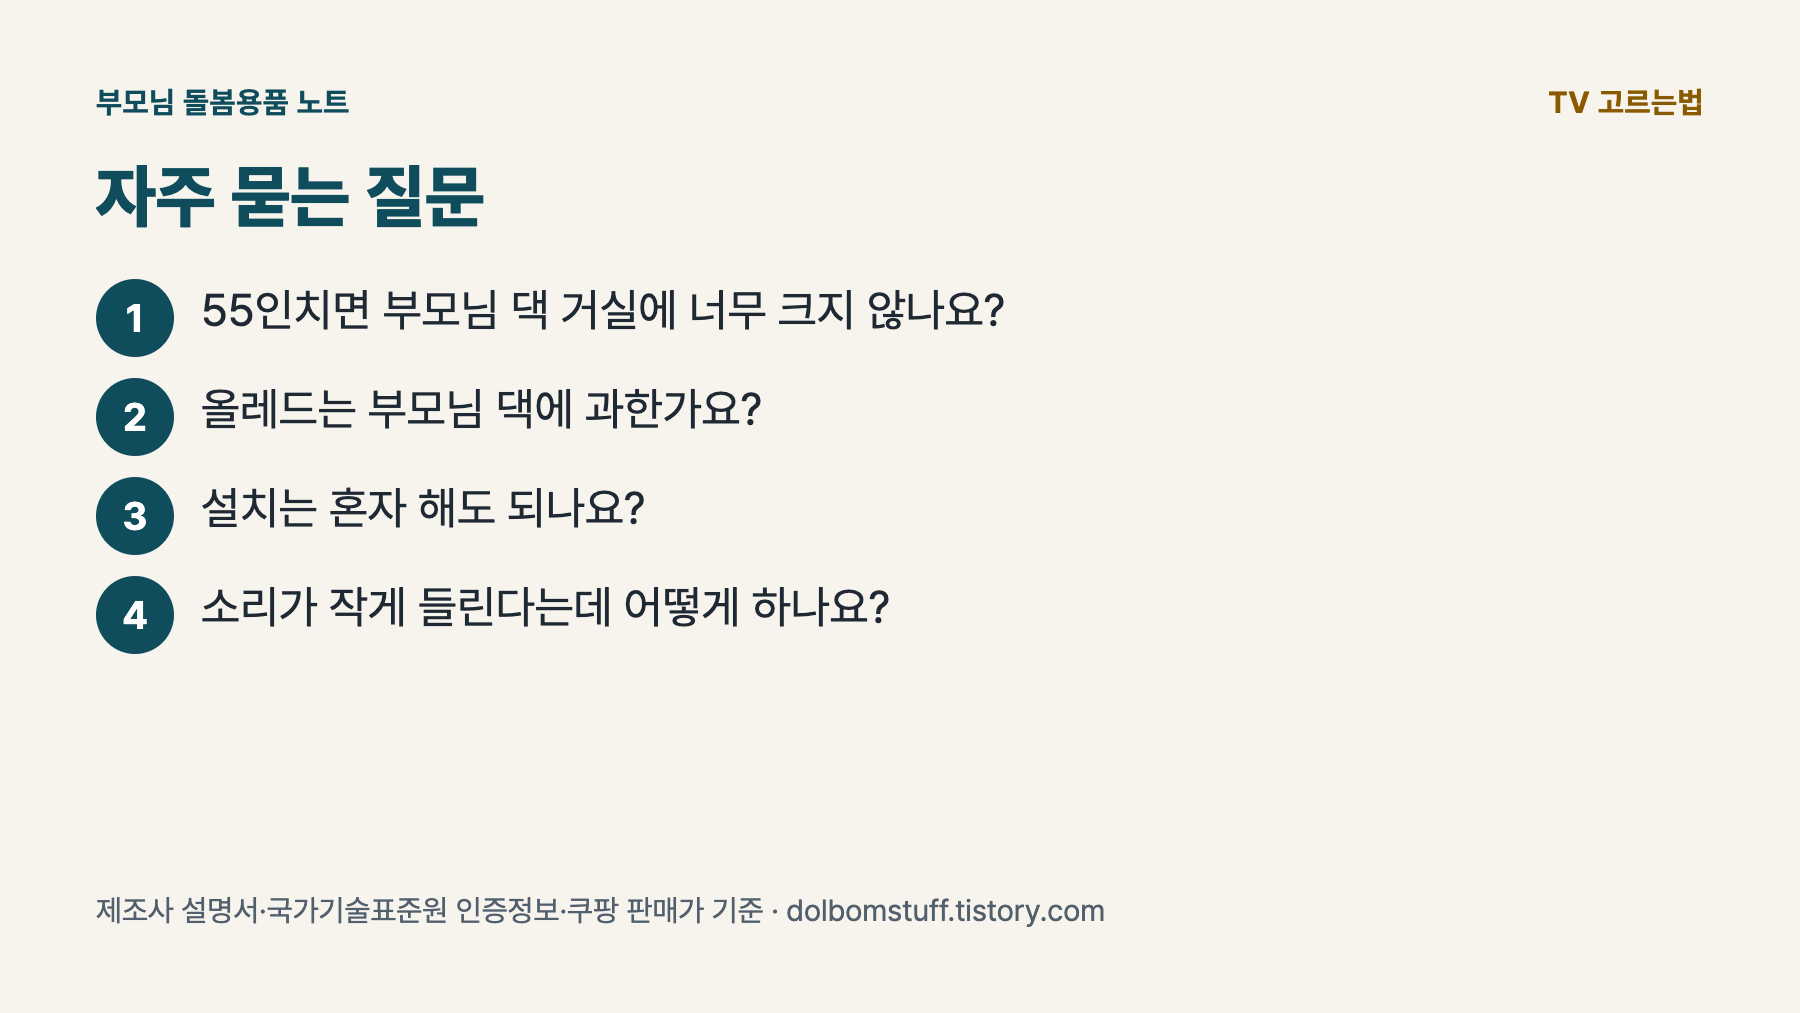 부모님 돌봄용품 노트
TV 고르는법
자주 묻는 질문
1 55인치면 부모님 댁 거실에 너무 크지 않나요?
2 올레드는 부모님 댁에 과한가요?
3 설치는 혼자 해도 되나요?
4 소리가 작게 들린다는데 어떻게 하나요?
제조사 설명서·국가기술표준원 인증정보·쿠팡 판매가 기준 · dolbomstuff.tistory.com